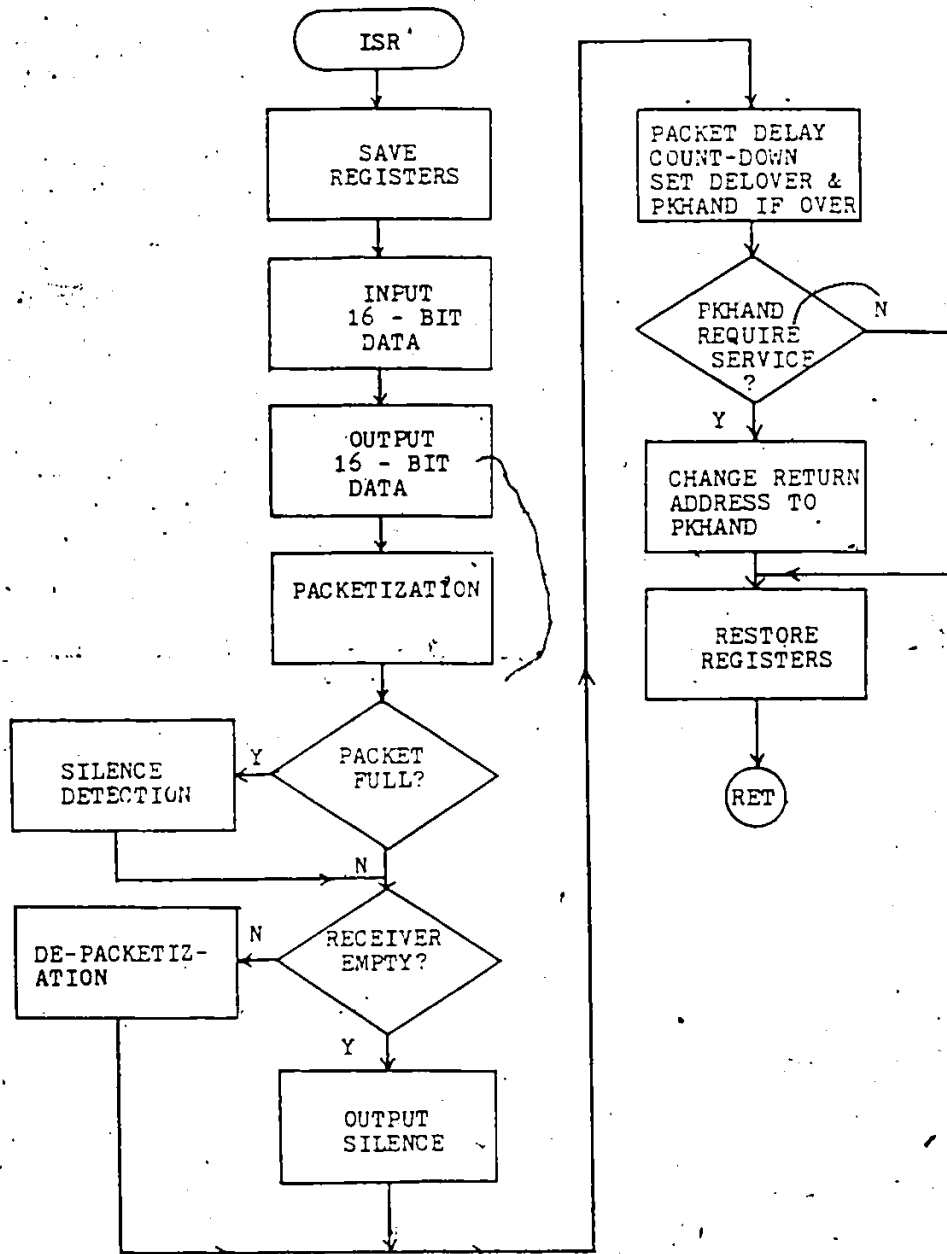 ISR
SAVE
REGISTERS
INPUT
16 - BIT
DATA
OUTPUT
16 - BIT
DATA
PACKETIZATION
PACKET
FULL?
Y
N
SILENCE
DETECTION
RECEIVER
EMPTY?
N
Y
DE-PACKETIZ-
ATION
OUTPUT
SILENCE
PACKET DELAY
COUNT-DOWN
SET DELOVER &
PKHAND IF OVER
PKHAND
REQUIRE
SERVICE
?
N
Y
CHANGE RETURN
ADDRESS TO
PKHAND
RESTORE
REGISTERS
RET